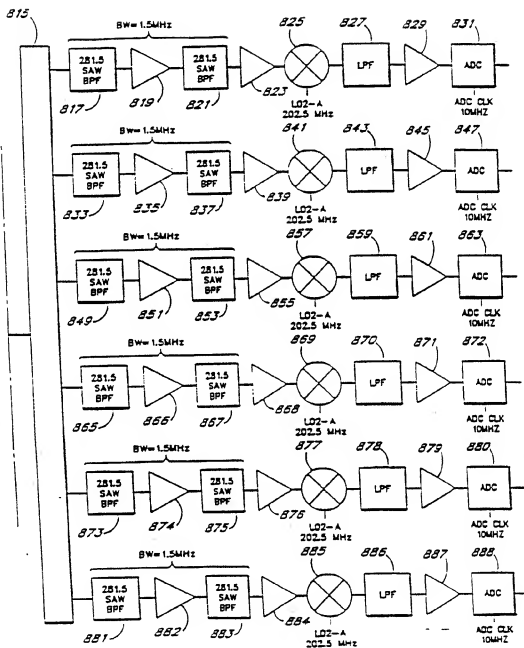 815
BW=1.5MHz
825 827 829 831
281.5 SAW BPF
281.5 SAW BPF
LPF
ADC
817 819 821 823
LO2-A
202.5 MHz
ADC CLK
10MHZ
BW=1.5MHz
841 843 845 847
281.5 SAW BPF
281.5 SAW BPF
LPF
ADC
833 835 837 839
LO2-A
202.5 MHz
ADC CLK
10MHZ
BW=1.5MHz
857 859 861 863
281.5 SAW BPF
281.5 SAW BPF
LPF
ADC
849 851 853 855
LO2-A
202.5 MHz
ADC CLK
10MHZ
BW=1.5MHz
869 870 871 872
281.5 SAW BPF
281.5 SAW BPF
LPF
ADC
865 866 867 868
LO2-A
202.5 MHz
ADC CLK
10MHZ
BW=1.5MHz
877 878 879 880
281.5 SAW BPF
281.5 SAW BPF
LPF
ADC
873 874 875 876
LO2-A
202.5 MHz
ADC CLK
10MHZ
BW=1.5MHz
885 886 887 888
281.5 SAW BPF
281.5 SAW BPF
LPF
ADC
881 882 883 884
LO2-A
202.5 MHz
ADC CLK
10MHZ